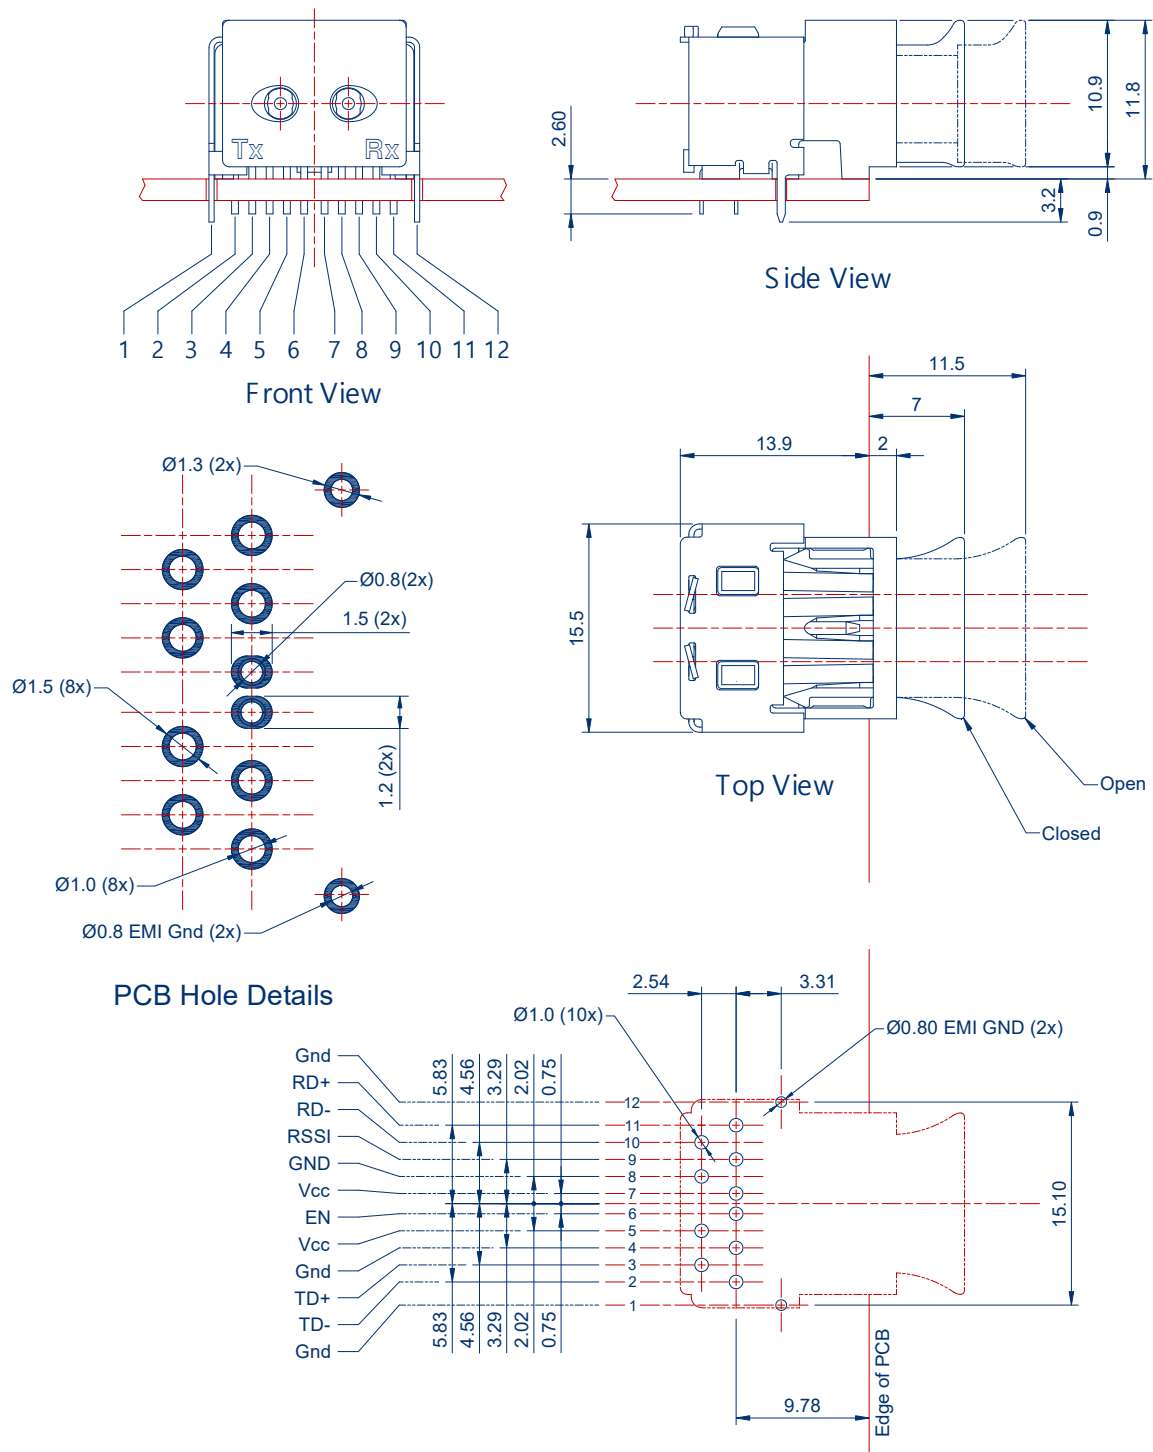 Tx Rx
1 2 3 4 5 6 7 8 9 10 11 12
Front View
2.60
10.9
11.8
3.2
0.9
Side View
11.5
7
13.9 2
15.5
Top View
Open
Closed
Ø1.3 (2x)
Ø0.8(2x)
1.5 (2x)
Ø1.5 (8x)
1.2 (2x)
Ø1.0 (8x)
Ø0.8 EMI Gnd (2x)
PCB Hole Details
2.54 3.31
Ø1.0 (10x)
Ø0.80 EMI GND (2x)
Gnd
RD+
RD-
RSSI
GND
Vcc
EN
Vcc
Gnd
TD+
TD-
Gnd
5.83 4.56 3.29 2.02 0.75
12
11
10
9
8
7
6
5
4
3
2
1
5.83 4.56 3.29 2.02 0.75
15.10
Edge of PCB
9.78